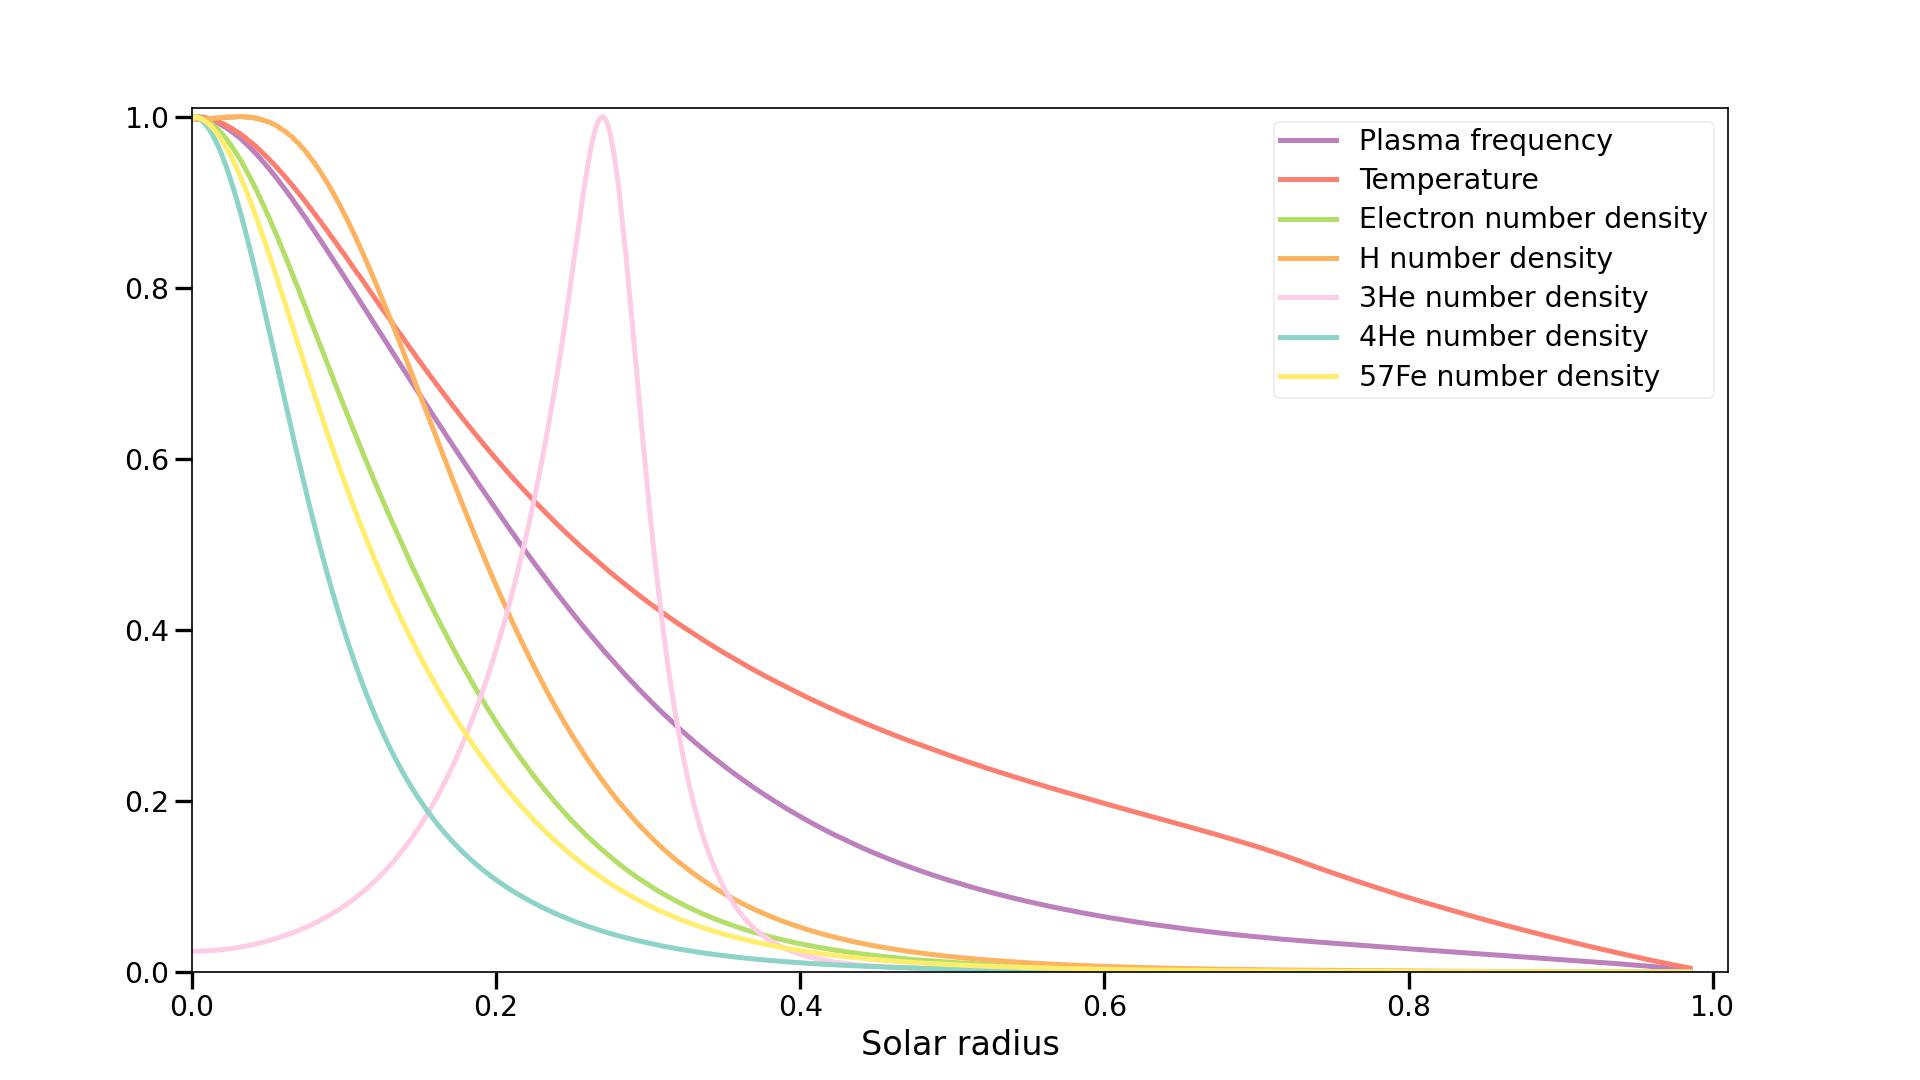 1.0
0.8
0.6
0.4
0.2
0.0
0.0 0.2 0.4 0.6 0.8 1.0
Solar radius
Plasma frequency
Temperature
Electron number density
H number density
3He number density
4He number density
57Fe number density